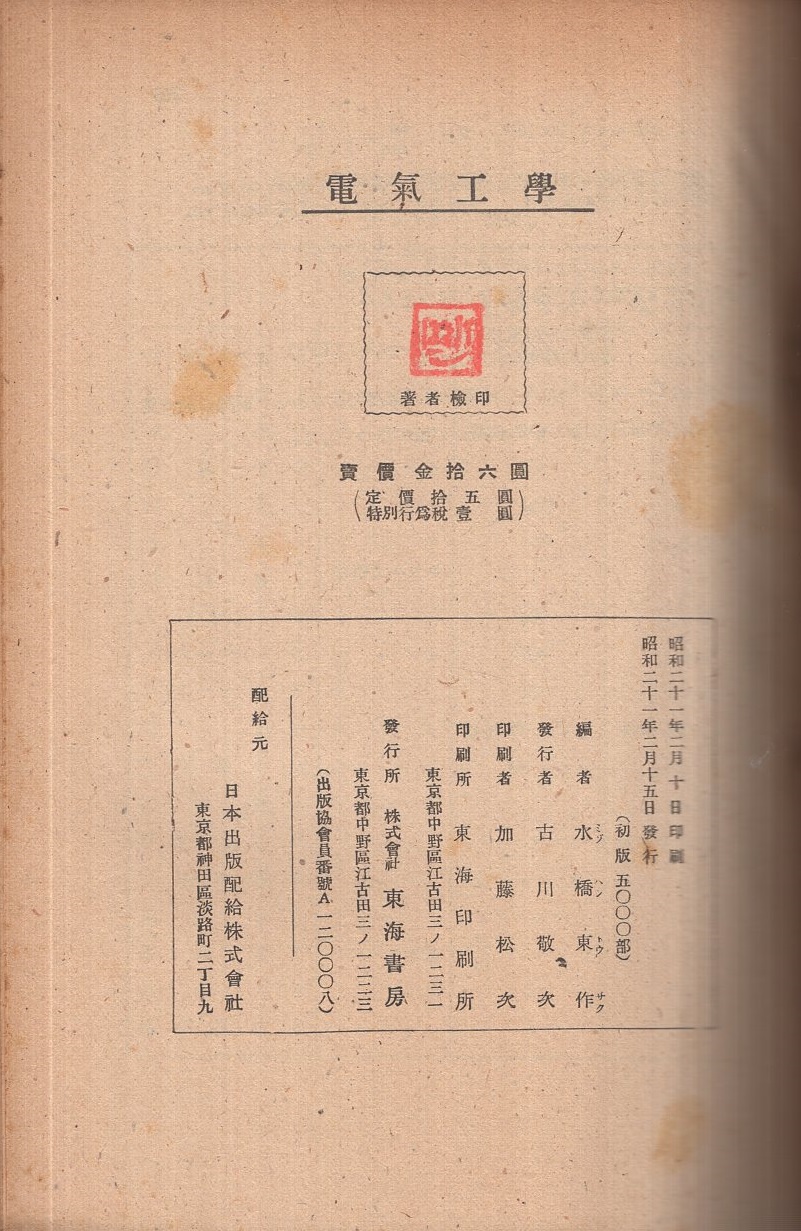 電氣工學
著者檢印
賣價金拾六圓
(定價拾五圓
特別行爲稅壹圓)
昭和二十一年二月十日印刷
昭和二十一年二月十五日發行
(初版 五〇〇〇部)
編者 水橋東作
ミヅ ハシ トウ サク
發行者 古川敬次
印刷者 加藤松次
印刷所 東海印刷所
東京都中野區江古田三ノ一二三一
發行所 株式會社 東海書房
東京都中野區江古田三ノ一二三三
(出版協會員番號A一二〇〇〇八)
配給元
日本出版配給株式會社
東京都神田區淡路町二丁目九